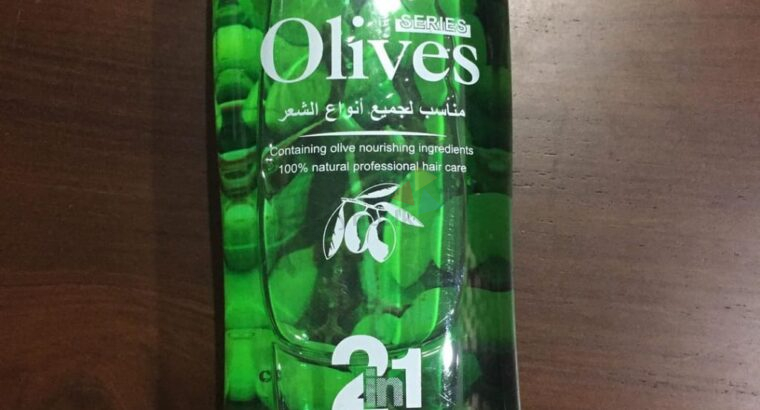 SERIES
Olives
مناسب لجميع أنواع الشعر
Containing olive nourishing ingredients
100% natural professional hair care
2in1